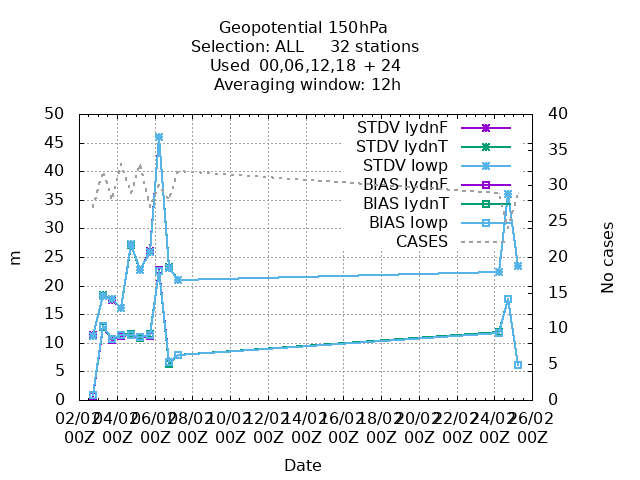 Geopotential 150hPa
Selection: ALL 32 stations
Used 00,06,12,18 + 24
Averaging window: 12h
50
45
40
35
30
25
20
15
10
5
0
m
40
35
30
25
20
15
10
5
0
No cases
STDV lydnF
STDV lydnT
STDV lowp
BIAS lydnF
BIAS lydnT
BIAS lowp
CASES
02/02 04/02 06/02 08/02 10/02 12/02 14/02 16/02 18/02 20/02 22/02 24/02 26/02
00Z 00Z 00Z 00Z 00Z 00Z 00Z 00Z 00Z 00Z 00Z 00Z 00Z
Date